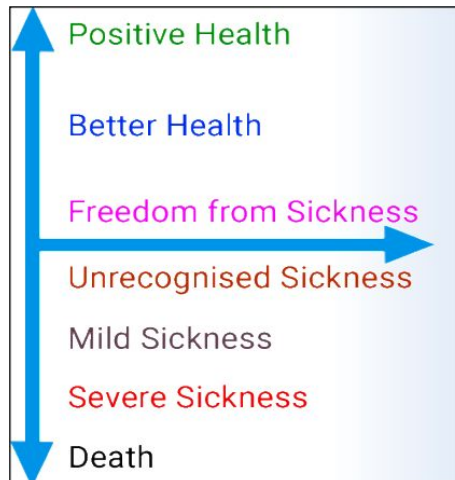 Positive Health
Better Health
Freedom from Sickness
Unrecognised Sickness
Mild Sickness
Severe Sickness
Death